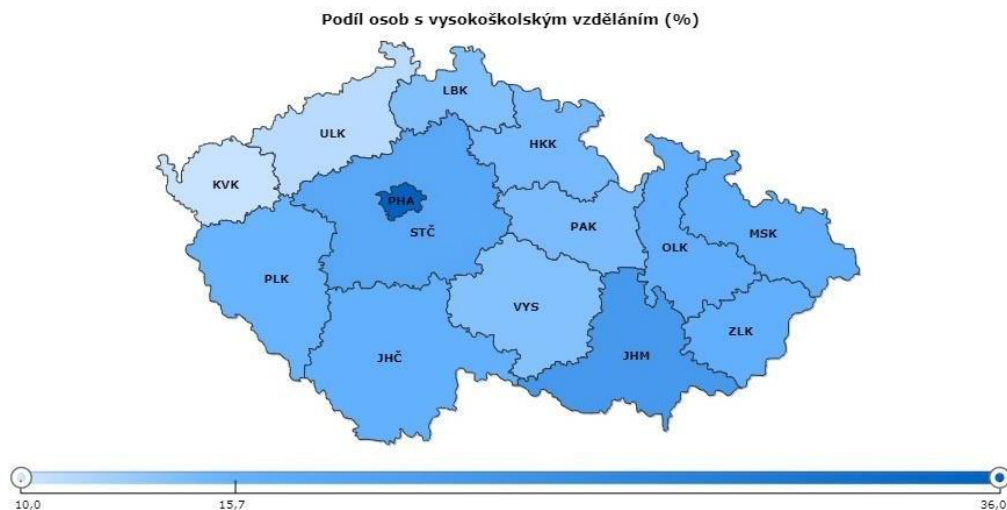 Podíl osob s vysokoškolským vzděláním (%)
LBK
ULK
HKK
KVK
PHA
STČ
PAK
MSK
OLK
PLK
VYS
ZLK
JHČ
JHM
10,0
15,7
36,0